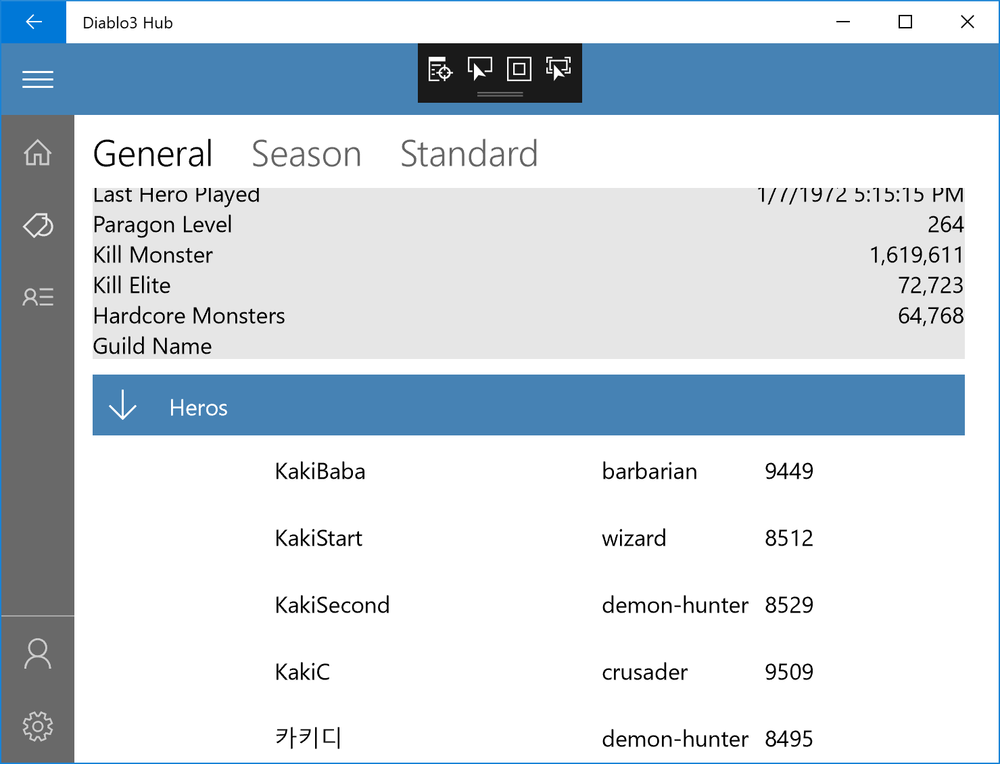 Diablo3 Hub
General Season Standard
Last Hero Played 1/7/1972 5:15:15 PM
Paragon Level 264
Kill Monster 1,619,611
Kill Elite 72,723
Hardcore Monsters 64,768
Guild Name
Heros
KakiBaba barbarian 9449
KakiStart wizard 8512
KakiSecond demon-hunter 8529
KakiC crusader 9509
카키디 demon-hunter 8495